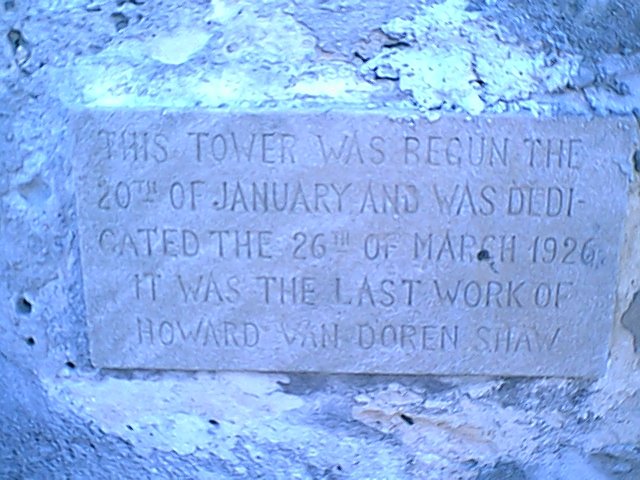 THIS TOWER WAS BEGUN THE
20TH OF JANUARY AND WAS DEDI-
CATED THE 26TH OF MARCH 1926.
IT WAS THE LAST WORK OF
HOWARD VAN DOREN SHAW